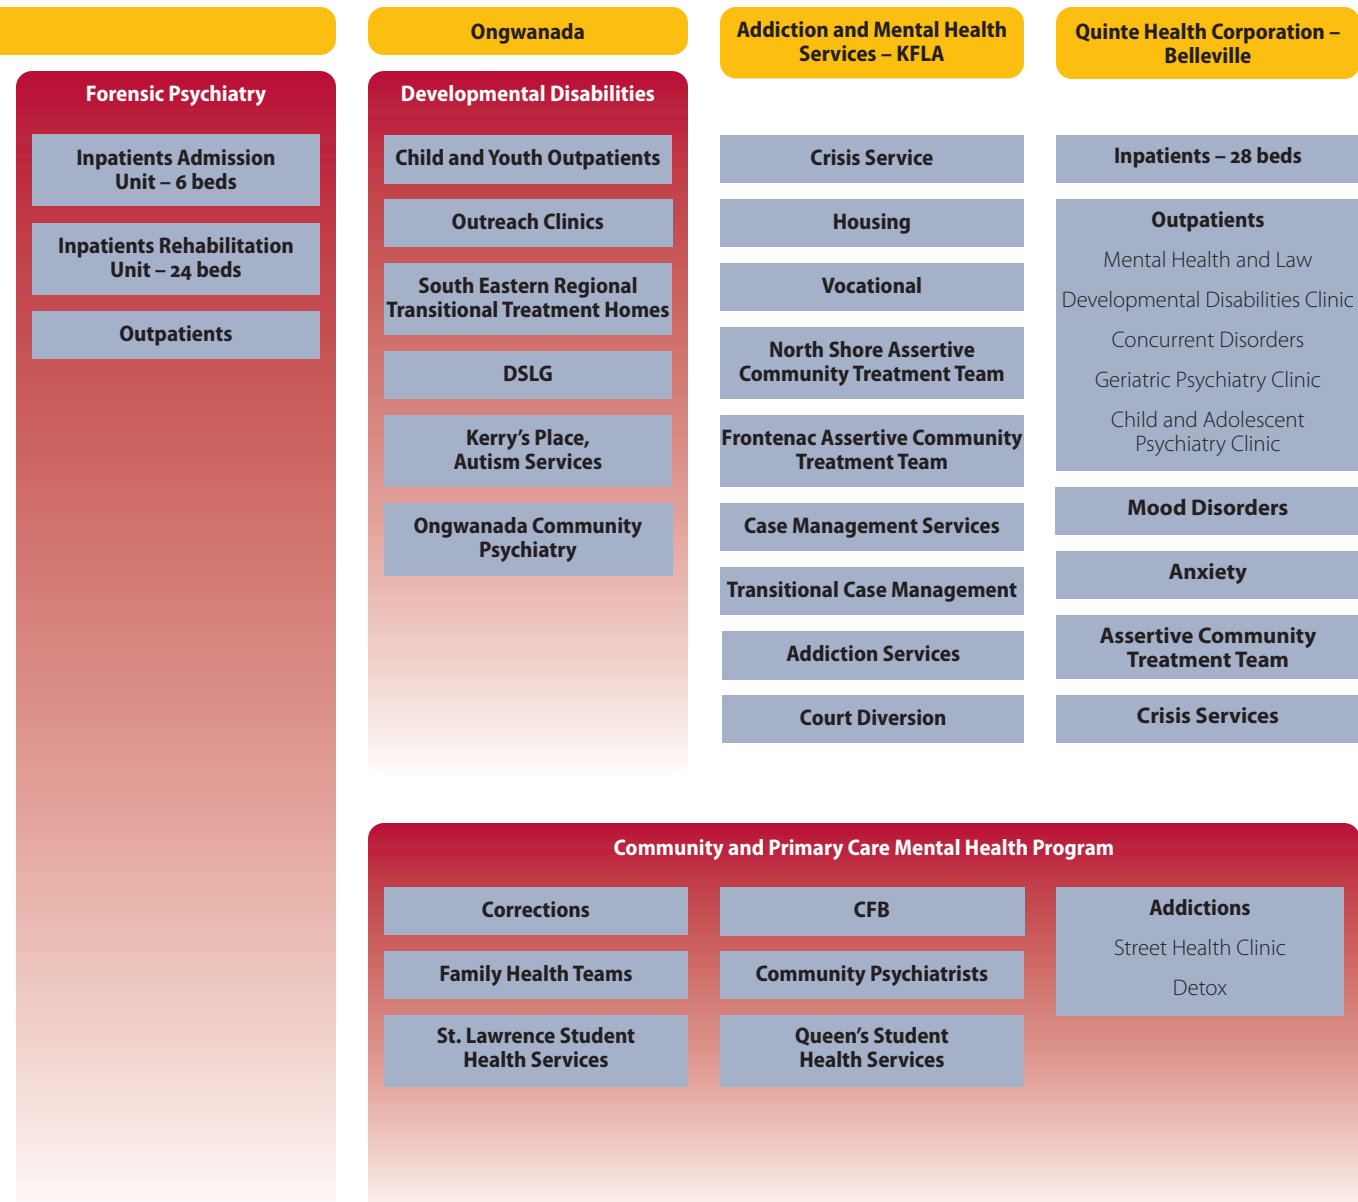 Forensic Psychiatry
Inpatients Admission
Unit – 6 beds
Inpatients Rehabilitation
Unit – 24 beds
Outpatients
Ongwanada
Developmental Disabilities
Child and Youth Outpatients
Outreach Clinics
South Eastern Regional
Transitional Treatment Homes
DSLG
Kerry’s Place,
Autism Services
Ongwanada Community
Psychiatry
Addiction and Mental Health
Services – KFLA
Crisis Service
Housing
Vocational
North Shore Assertive
Community Treatment Team
Frontenac Assertive Community
Treatment Team
Case Management Services
Transitional Case Management
Addiction Services
Court Diversion
Quinte Health Corporation –
Belleville
Inpatients – 28 beds
Outpatients
Mental Health and Law
Developmental Disabilities Clinic
Concurrent Disorders
Geriatric Psychiatry Clinic
Child and Adolescent
Psychiatry Clinic
Mood Disorders
Anxiety
Assertive Community
Treatment Team
Crisis Services
Community and Primary Care Mental Health Program
Corrections
Family Health Teams
St. Lawrence Student
Health Services
CFB
Community Psychiatrists
Queen’s Student
Health Services
Addictions
Street Health Clinic
Detox